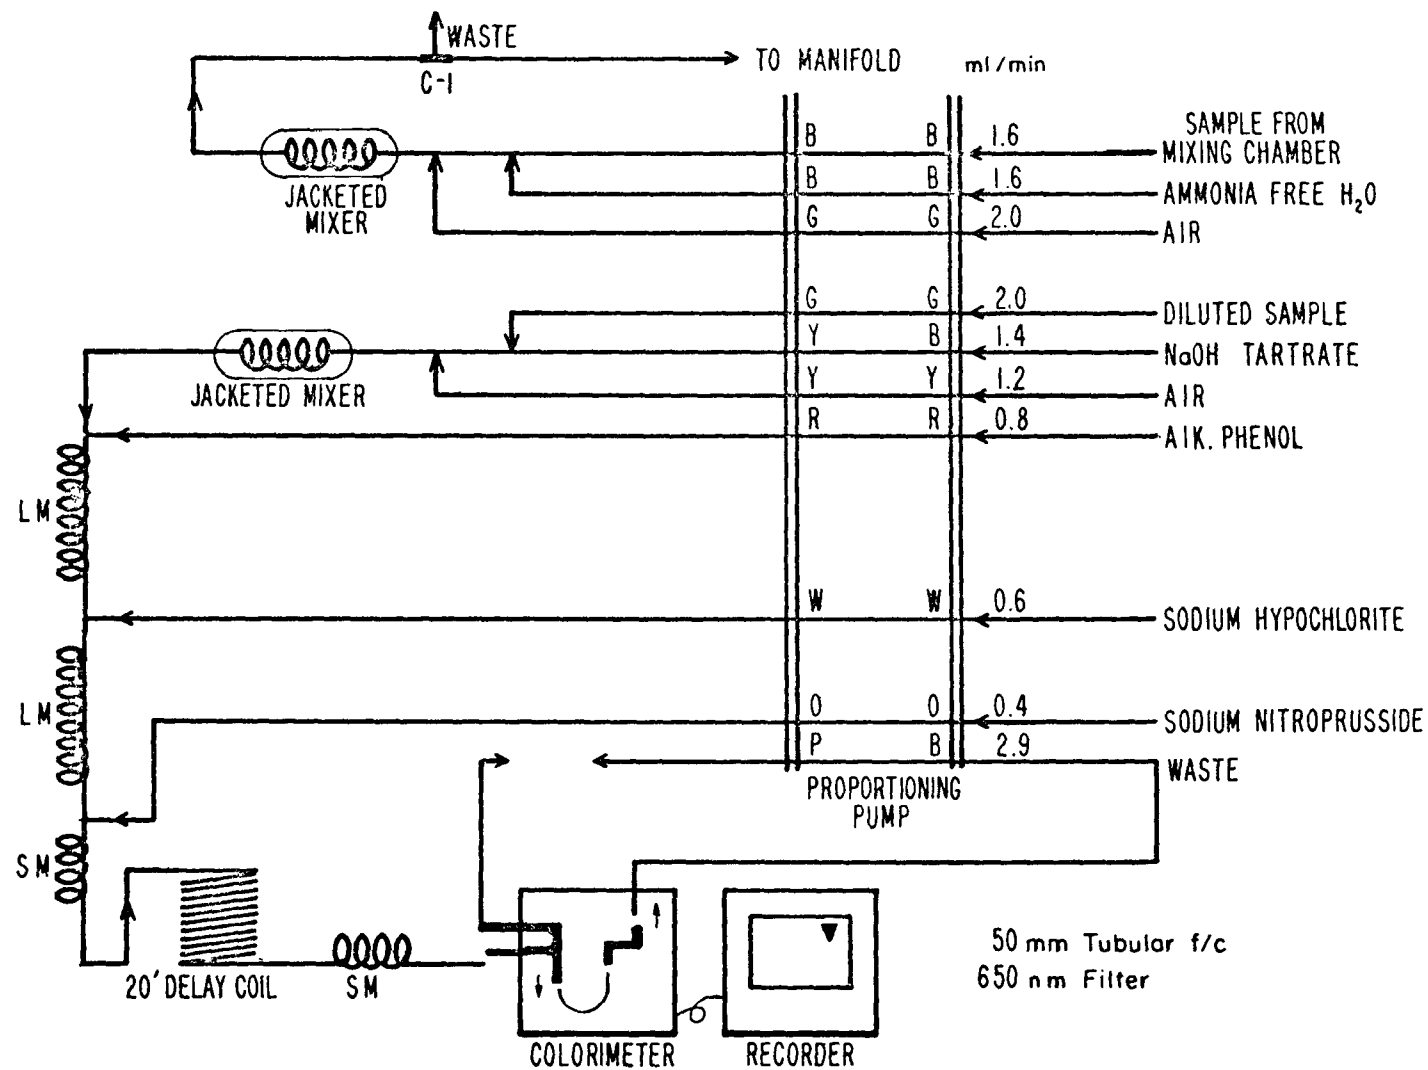 WASTE
C-1
TO MANIFOLD
ml/min
B B 1.6 SAMPLE FROM
MIXING CHAMBER
JACKETED
MIXER
B B 1.6 AMMONIA FREE H₂O
G G 2.0 AIR
G G 2.0 DILUTED SAMPLE
Y B 1.4 NaOH TARTRATE
JACKETED MIXER
Y Y 1.2 AIR
R R 0.8 AlK. PHENOL
LM
W W 0.6 SODIUM HYPOCHLORITE
LM
O O 0.4 SODIUM NITROPRUSSIDE
P B 2.9 WASTE
PROPORTIONING
PUMP
SM
20' DELAY COIL
SM
50 mm Tubular f/c
650 nm Filter
COLORIMETER
RECORDER